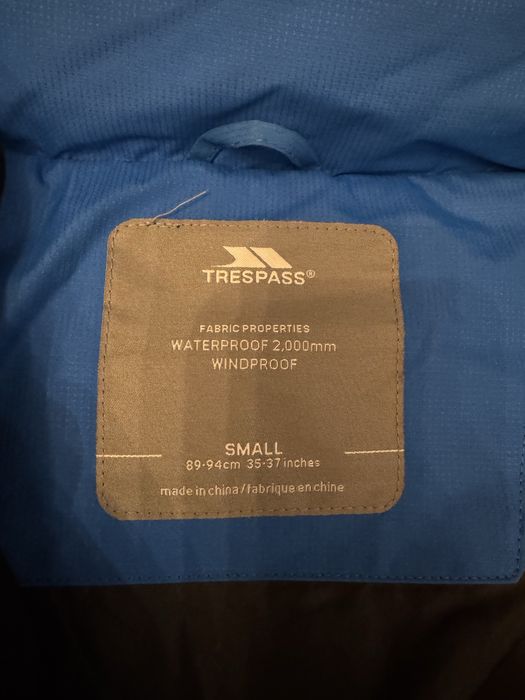 TRESPASS®
FABRIC PROPERTIES
WATERPROOF 2,000mm
WINDPROOF
SMALL
89-94cm 35-37 inches
made in china/fabrique en chine